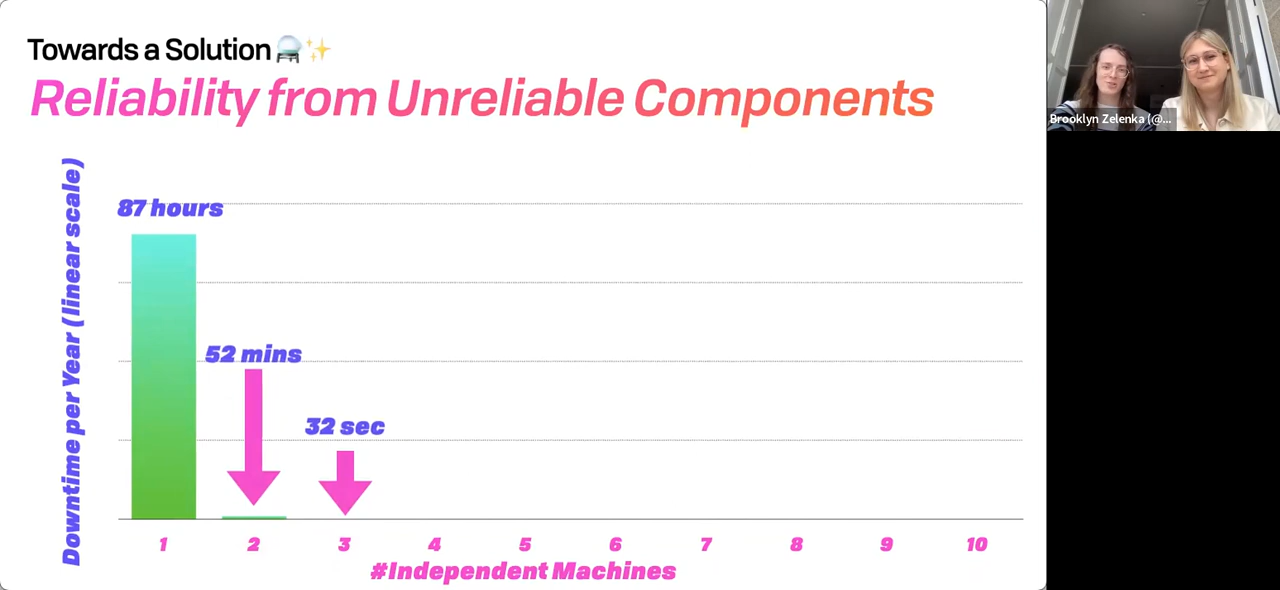 Towards a Solution 🔮✨
Reliability from Unreliable Components
Downtime per Year (linear scale)
87 hours
52 mins
32 sec
1 2 3 4 5 6 7 8 9 10
#Independent Machines
Brooklyn Zelenka (@...